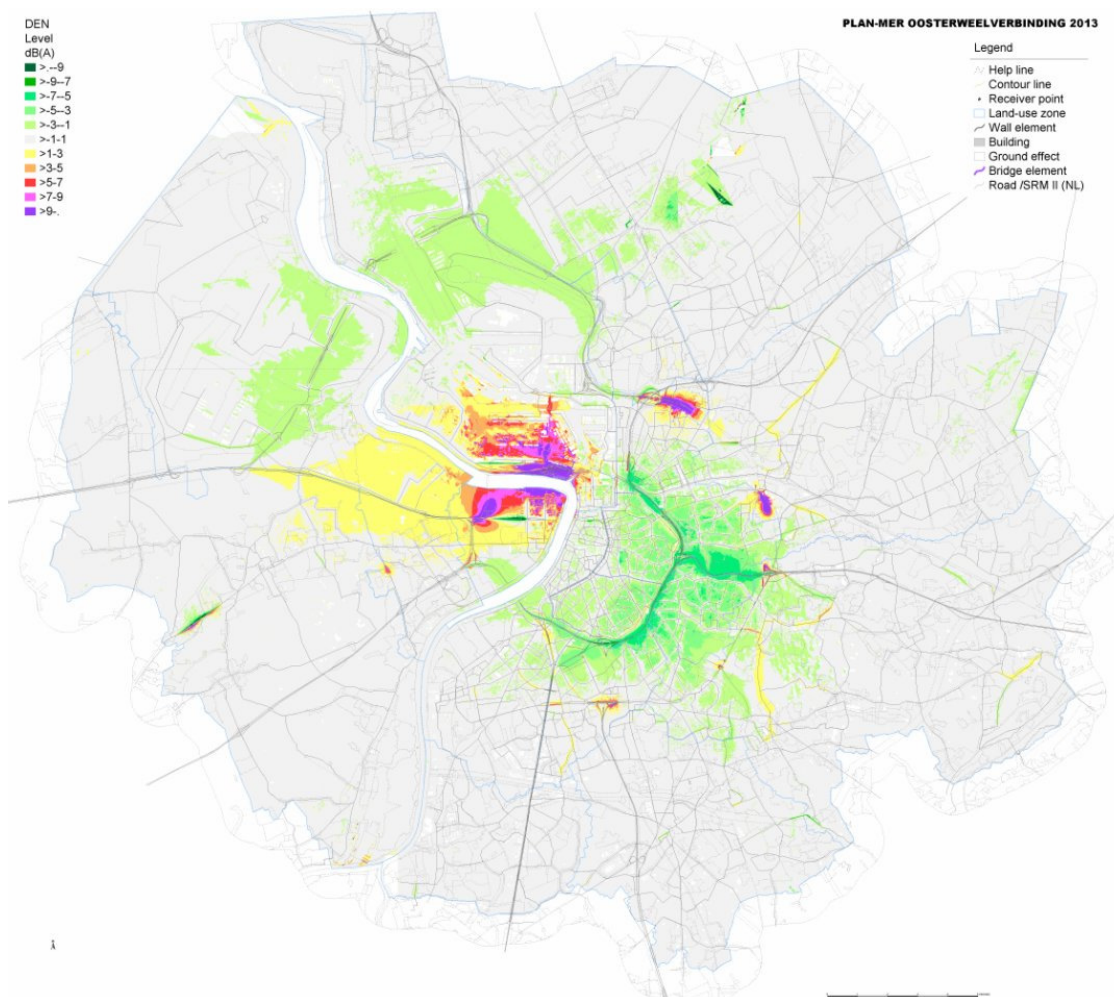 DEN
Level
dB(A)
>.--9
>-9--7
>-7--5
>-5--3
>-3--1
>-1-1
>1-3
>3-5
>5-7
>7-9
>9-.
PLAN-MER OOSTERWEELVERBINDING 2013
Legend
Help line
Contour line
Receiver point
Land-use zone
Wall element
Building
Ground effect
Bridge element
Road /SRM II (NL)